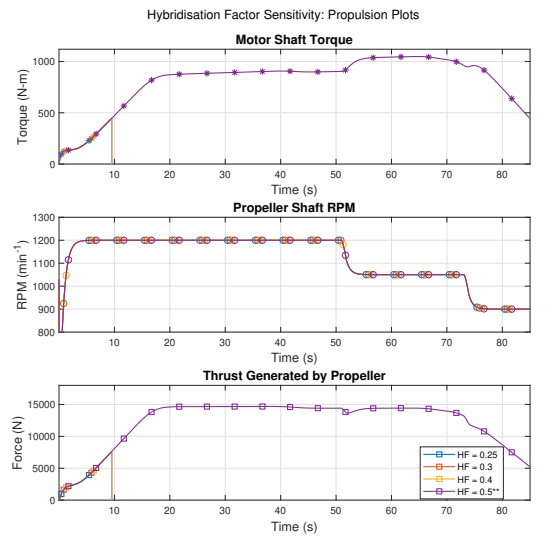 Hybridisation Factor Sensitivity: Propulsion Plots
Motor Shaft Torque
Torque (N-m)
1000
500
0
10 20 30 40 50 60 70 80
Time (s)
Propeller Shaft RPM
RPM (min⁻¹)
1300
1200
1100
1000
900
800
10 20 30 40 50 60 70 80
Time (s)
Thrust Generated by Propeller
Force (N)
15000
10000
5000
0
HF = 0.25
HF = 0.3
HF = 0.4
HF = 0.5**
10 20 30 40 50 60 70 80
Time (s)